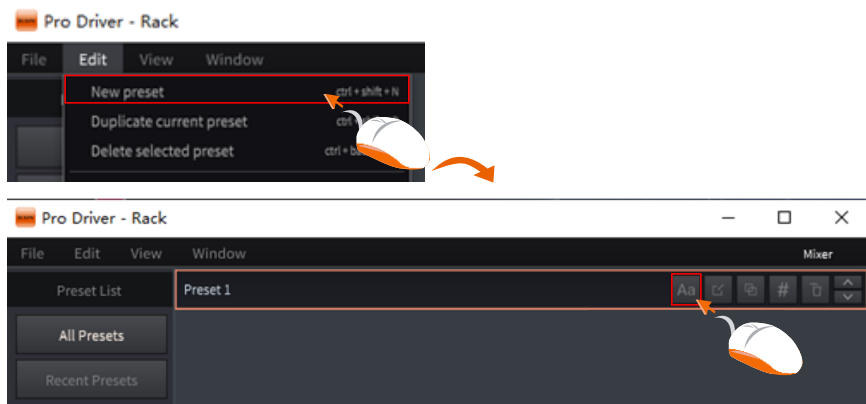 Pro Driver - Rack
File Edit View Window
New preset ctrl + shift + N
Duplicate current preset
Delete selected preset
Pro Driver - Rack
File Edit View Window Mixer
Preset List Preset 1 Aa #
All Presets
Recent Presets